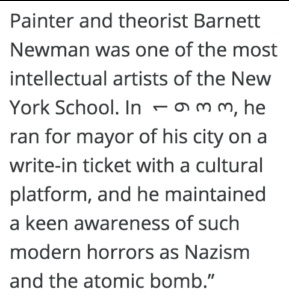 Painter and theorist Barnett
Newman was one of the most
intellectual artists of the New
York School. In 1933, he
ran for mayor of his city on a
write-in ticket with a cultural
platform, and he maintained
a keen awareness of such
modern horrors as Nazism
and the atomic bomb.”